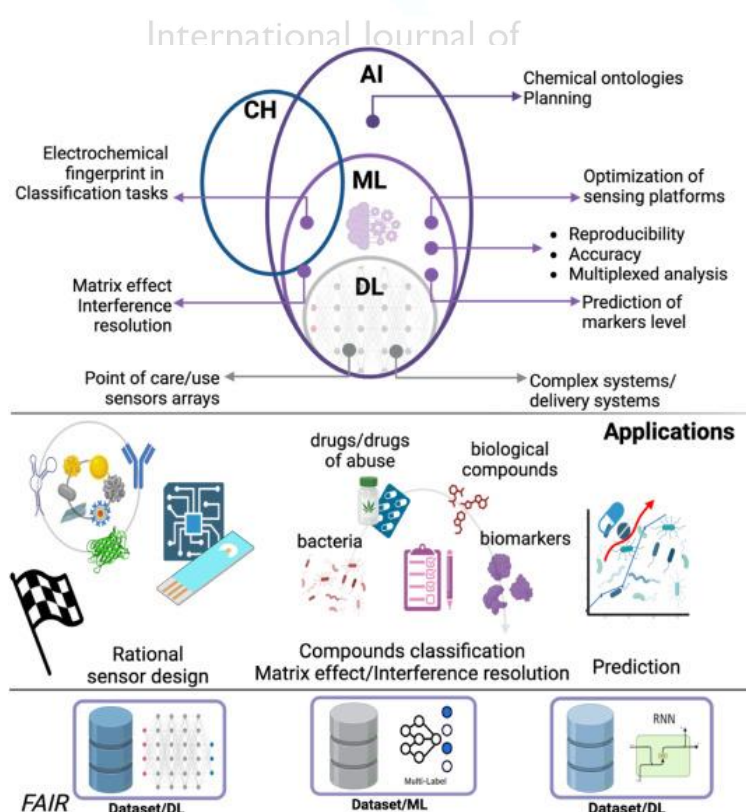 International Journal of
AI
CH
Chemical ontologies
Planning
Electrochemical
fingerprint in
Classification tasks
ML
Optimization of
sensing platforms
• Reproducibility
• Accuracy
• Multiplexed analysis
Matrix effect
Interference
resolution
DL
Prediction of
markers level
Point of care/use
sensors arrays
Complex systems/
delivery systems
Applications
drugs/drugs
of abuse
biological
compounds
bacteria
biomarkers
Rational
sensor design
Compounds classification
Matrix effect/Interference resolution
Prediction
RNN
Multi-Label
FAIR
Dataset/DL
Dataset/ML
Dataset/DL